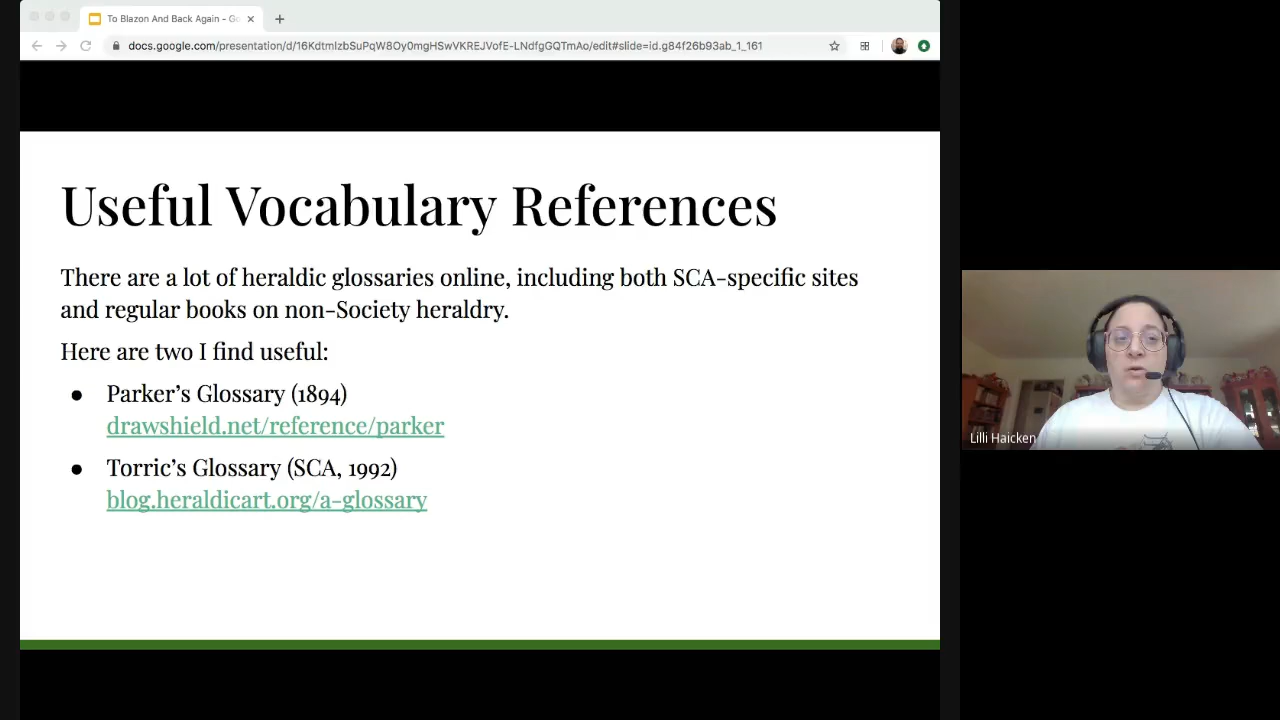 To Blazon And Back Again - Go
docs.google.com/presentation/d/16KdtmIzbSuPqW8Oy0mgHSwVKREJVofE-LNdfgGQTmAo/edit#slide=id.g84f26b93ab_1_161
Useful Vocabulary References
There are a lot of heraldic glossaries online, including both SCA-specific sites
and regular books on non-Society heraldry.
Here are two I find useful:
● Parker's Glossary (1894)
drawshield.net/reference/parker
● Torric's Glossary (SCA, 1992)
blog.heraldicart.org/a-glossary
Lilli Haicken